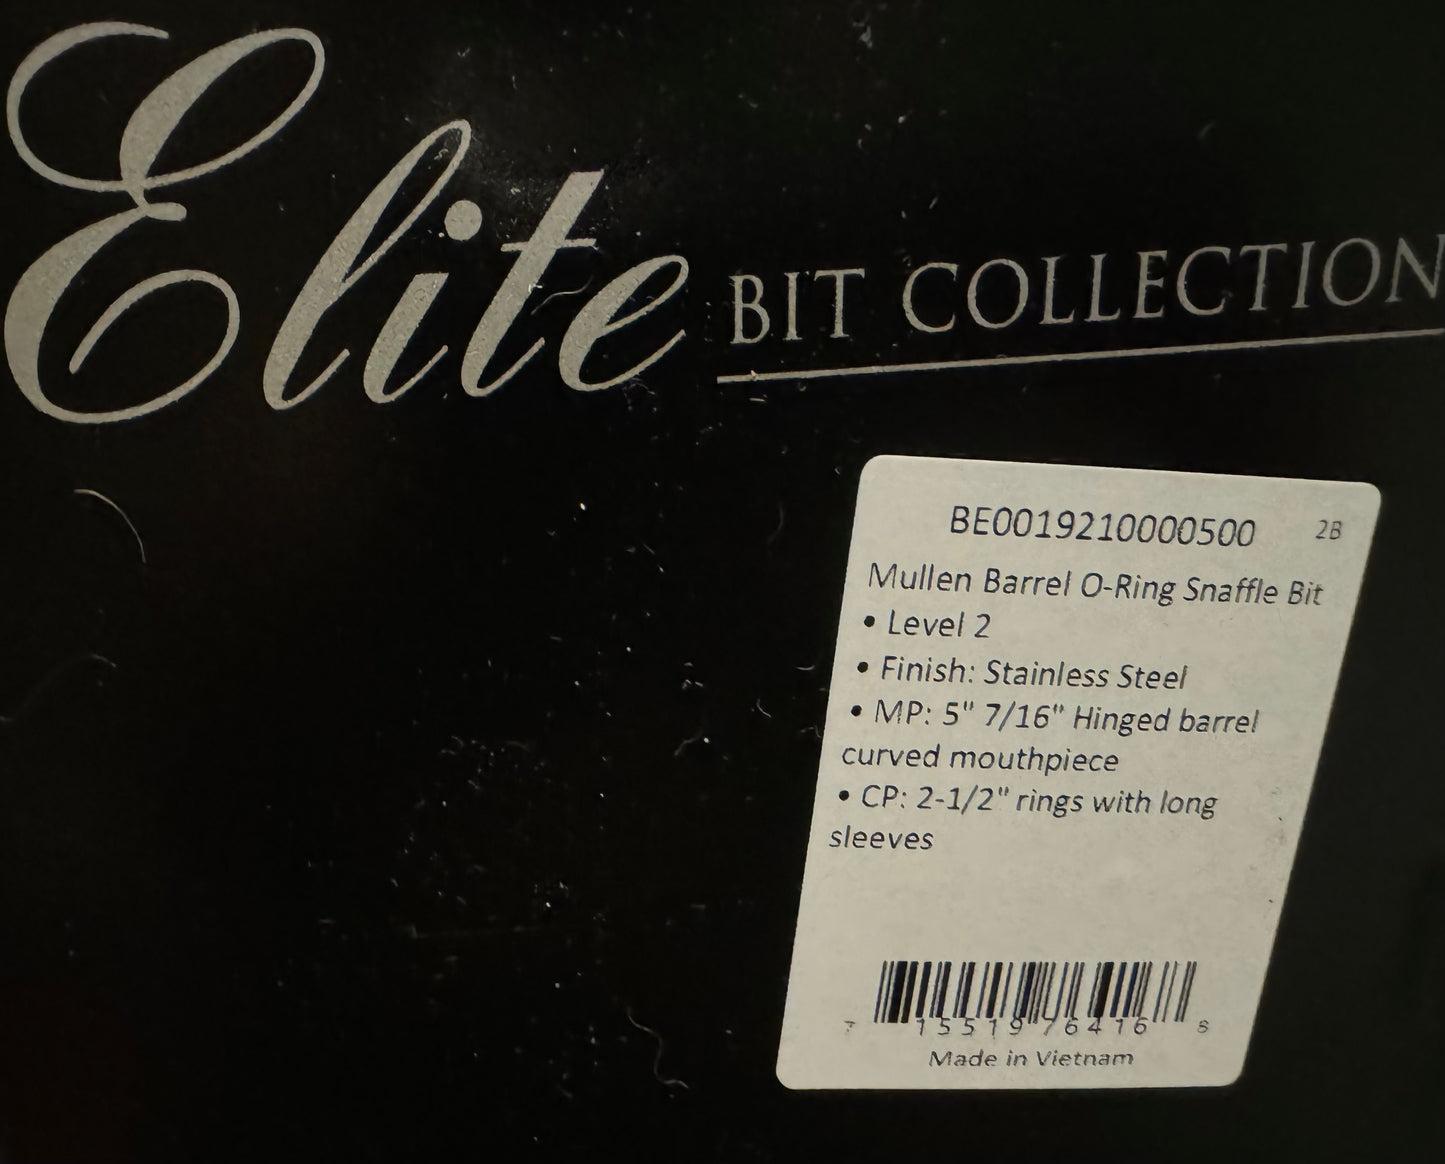 Elite BIT COLLECTION
BE0019210000500 2B
Mullen Barrel O-Ring Snaffle Bit
• Level 2
• Finish: Stainless Steel
• MP: 5" 7/16" Hinged barrel
curved mouthpiece
• CP: 2-1/2" rings with long
sleeves
7 15519 76416 8
Made in Vietnam